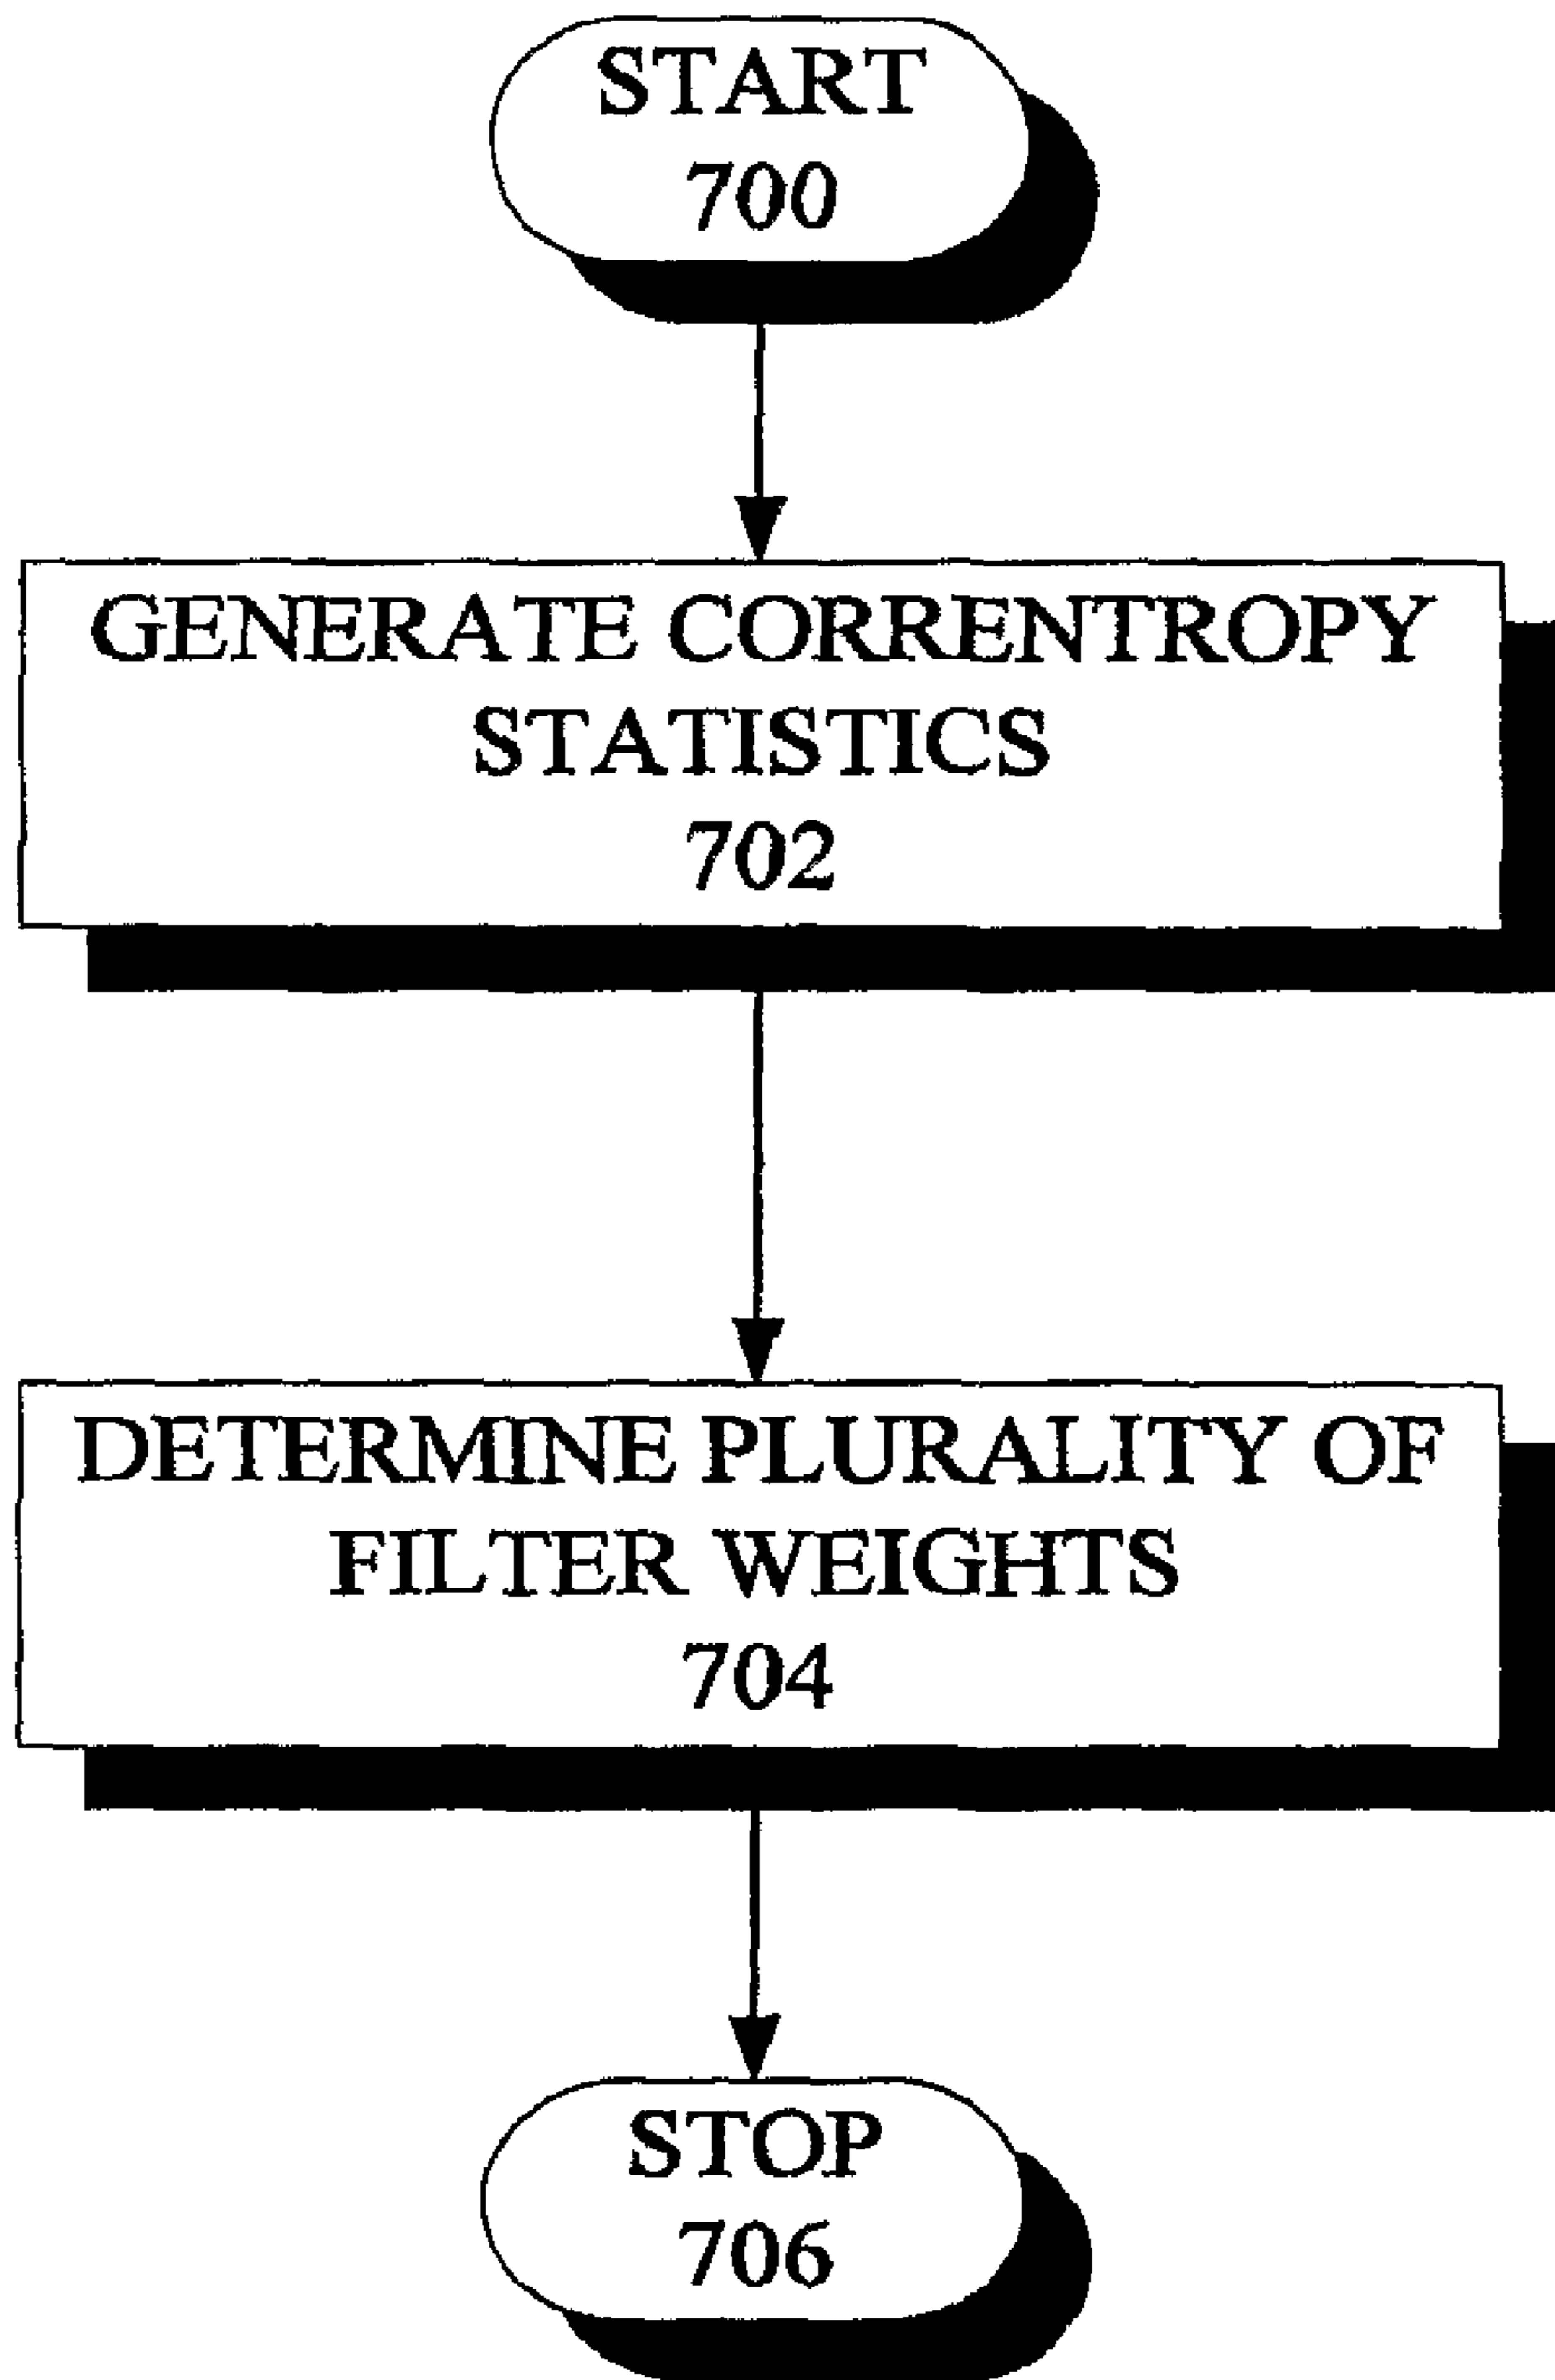 START
700
GENERATE CORRENTROPY
STATISTICS
702
DETERMINE PLURALITY OF
FILTER WEIGHTS
704
STOP
706